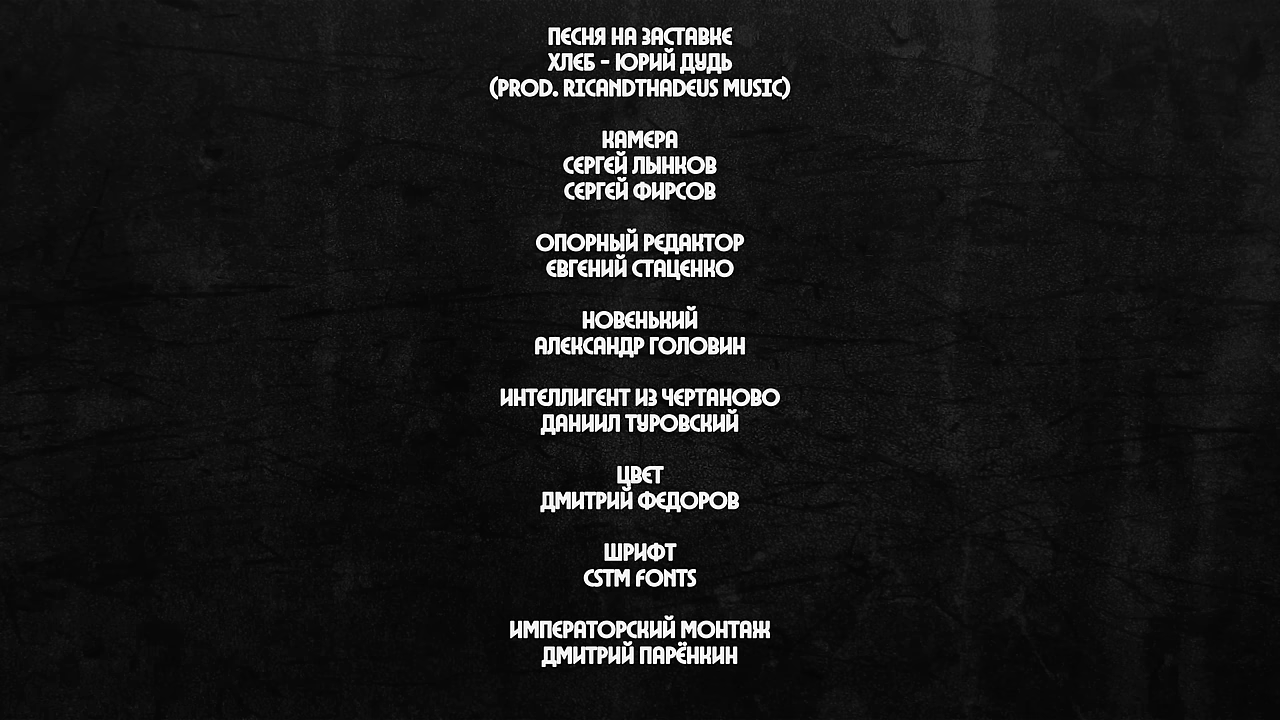 ПЕСНЯ НА ЗАСТАВКЕ
ХЛЕБ - ЮРИЙ ДУДЬ
(PROD. RICANDTHADEUS MUSIC)
КАМЕРА
СЕРГЕЙ ЛЫНКОВ
СЕРГЕЙ ФИРСОВ
ОПОРНЫЙ РЕДАКТОР
ЕВГЕНИЙ СТАЦЕНКО
НОВЕНЬКИЙ
АЛЕКСАНДР ГОЛОВИН
ИНТЕЛЛИГЕНТ ИЗ ЧЕРТАНОВО
ДАНИИЛ ТУРОВСКИЙ
ЦВЕТ
ДМИТРИЙ ФЕДОРОВ
ШРИФТ
CSTM FONTS
ИМПЕРАТОРСКИЙ МОНТАЖ
ДМИТРИЙ ПАРЁНКИН